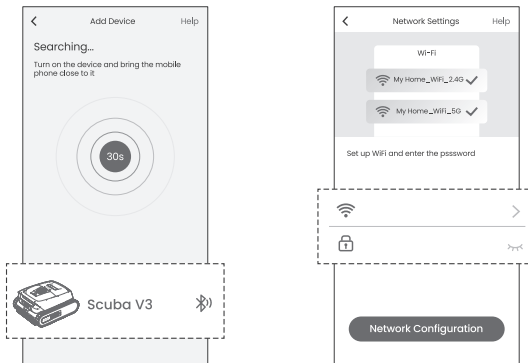 Add Device
Help
Searching...
Turn on the device and bring the mobile
phone close to it
30s
Scuba V3
Network Settings
Help
Wi-Fi
My Home_WiFi_2.4G
My Home_WiFi_5G
Set up WiFi and enter the psssword
Network Configuration